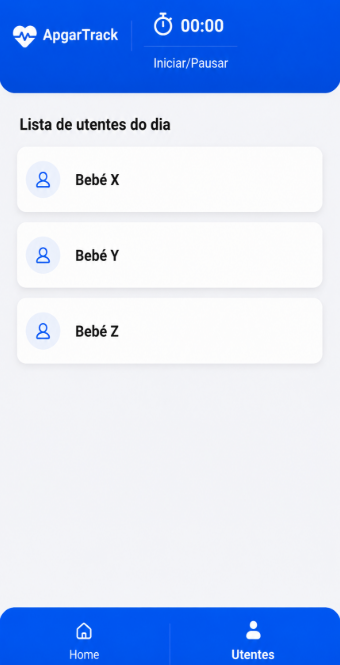 ApgarTrack
00:00
Iniciar/Pausar
Lista de utentes do dia
Bebé X
Bebé Y
Bebé Z
Home
Utentes